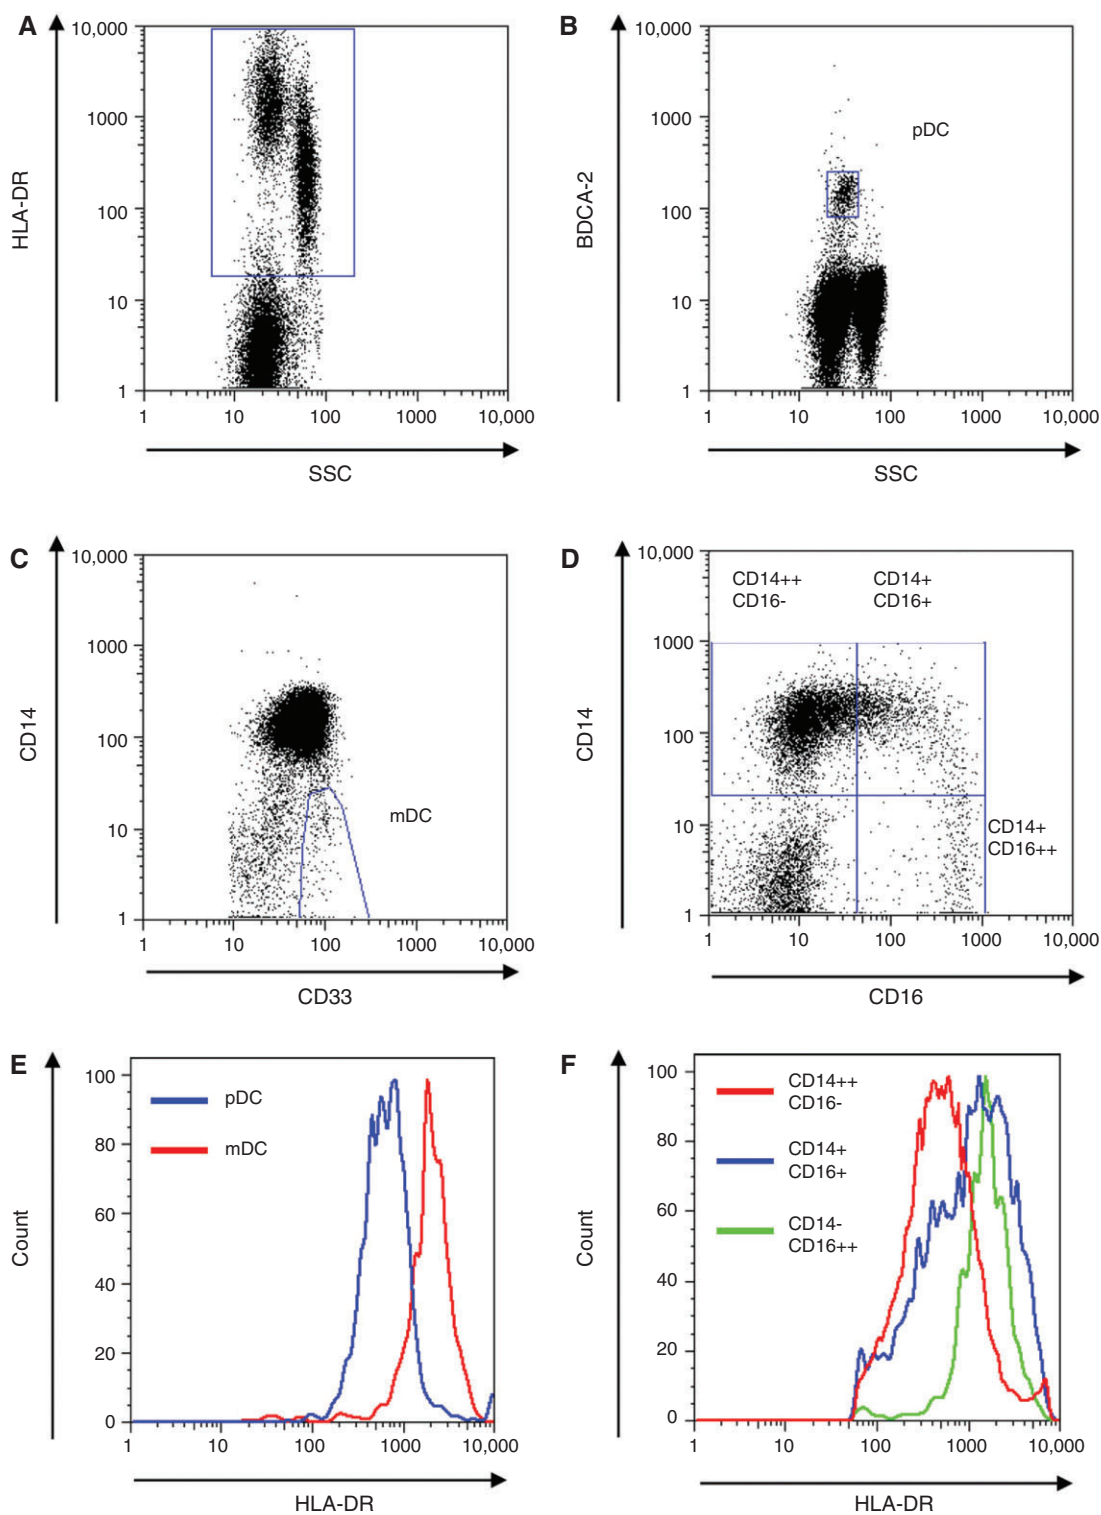 A
10,000
1000
100
10
1
HLA-DR
1 10 100 1000 10,000
SSC
B
10,000
1000
100
10
1
BDCA-2
pDC
1 10 100 1000 10,000
SSC
C
10,000
1000
100
10
1
CD14
mDC
1 10 100 1000 10,000
CD33
D
10,000
1000
100
10
1
CD14
CD14++
CD16-
CD14+
CD16+
CD14+
CD16++
1 10 100 1000 10,000
CD16
E
100
80
60
40
20
0
Count
pDC
mDC
1 10 100 1000 10,000
HLA-DR
F
100
80
60
40
20
0
Count
CD14++
CD16-
CD14+
CD16+
CD14-
CD16++
1 10 100 1000 10,000
HLA-DR